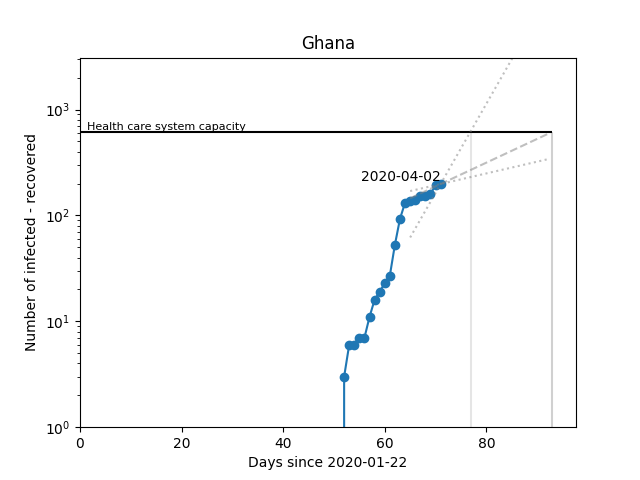 Ghana
Number of infected - recovered
10³
10²
10¹
10⁰
Health care system capacity
2020-04-02
0 20 40 60 80
Days since 2020-01-22